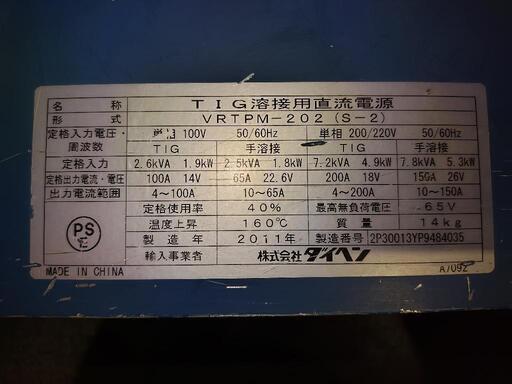 名称 TIG溶接用直流電源
形式 VRTPM-202(S-2)
定格入力電圧・周波数 単相 100V 50/60Hz 単相 200/220V 50/60Hz
TIG 手溶接 TIG 手溶接
定格入力 2.6kVA 1.9kW 2.5kVA 1.8kW 7.2kVA 4.9kW 7.8kVA 5.3kW
定格出力電流・電圧 100A 14V 65A 22.6V 200A 18V 150A 26V
出力電流範囲 4~100A 10~65A 4~200A 10~150A
定格使用率 40% 最高無負荷電圧 65V
温度上昇 160℃ 質量 14kg
製造年 2011年 製造番号 2P30013YP9484035
PS
E
輸入事業者 株式会社ダイヘン
MADE IN CHINA
A7092